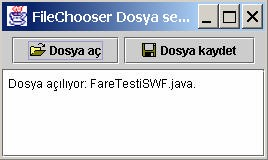 FileChooser Dosya se...
Dosya aç Dosya kaydet
Dosya açılıyor: FareTestiSWF.java.